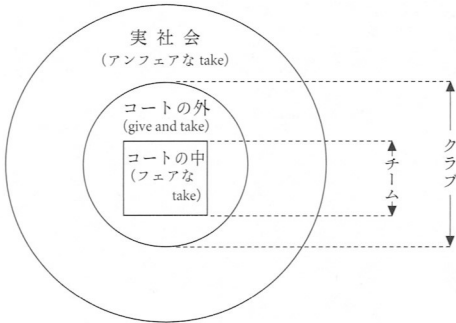 実社会
(アンフェアな take)
コートの外
(give and take)
コートの中
(フェアな
take)
チーム
クラブ